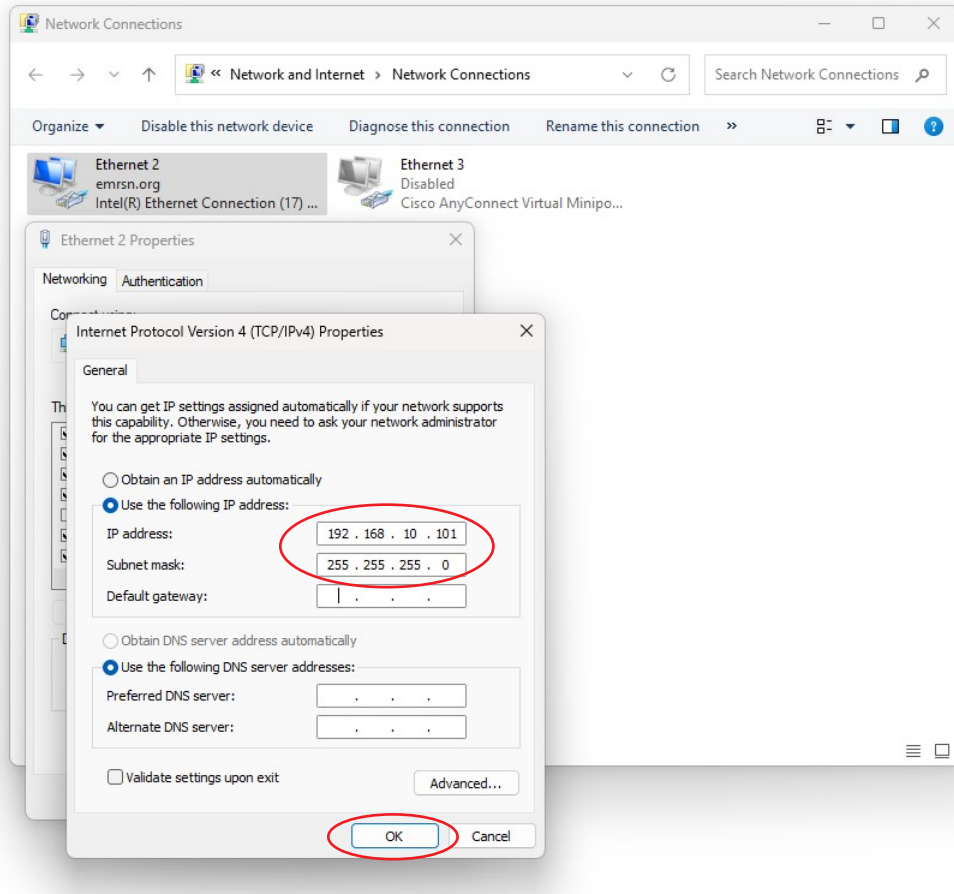 Network Connections
« Network and Internet > Network Connections
Search Network Connections
Organize Disable this network device Diagnose this connection Rename this connection »
Ethernet 2
emrsn.org
Intel(R) Ethernet Connection (17) ...
Ethernet 3
Disabled
Cisco AnyConnect Virtual Minipo...
Ethernet 2 Properties
Networking Authentication
Internet Protocol Version 4 (TCP/IPv4) Properties
General
You can get IP settings assigned automatically if your network supports
this capability. Otherwise, you need to ask your network administrator
for the appropriate IP settings.
Obtain an IP address automatically
Use the following IP address:
IP address: 192 . 168 . 10 . 101
Subnet mask: 255 . 255 . 255 . 0
Default gateway: . . .
Obtain DNS server address automatically
Use the following DNS server addresses:
Preferred DNS server: . . .
Alternate DNS server: . . .
Validate settings upon exit
Advanced...
OK Cancel